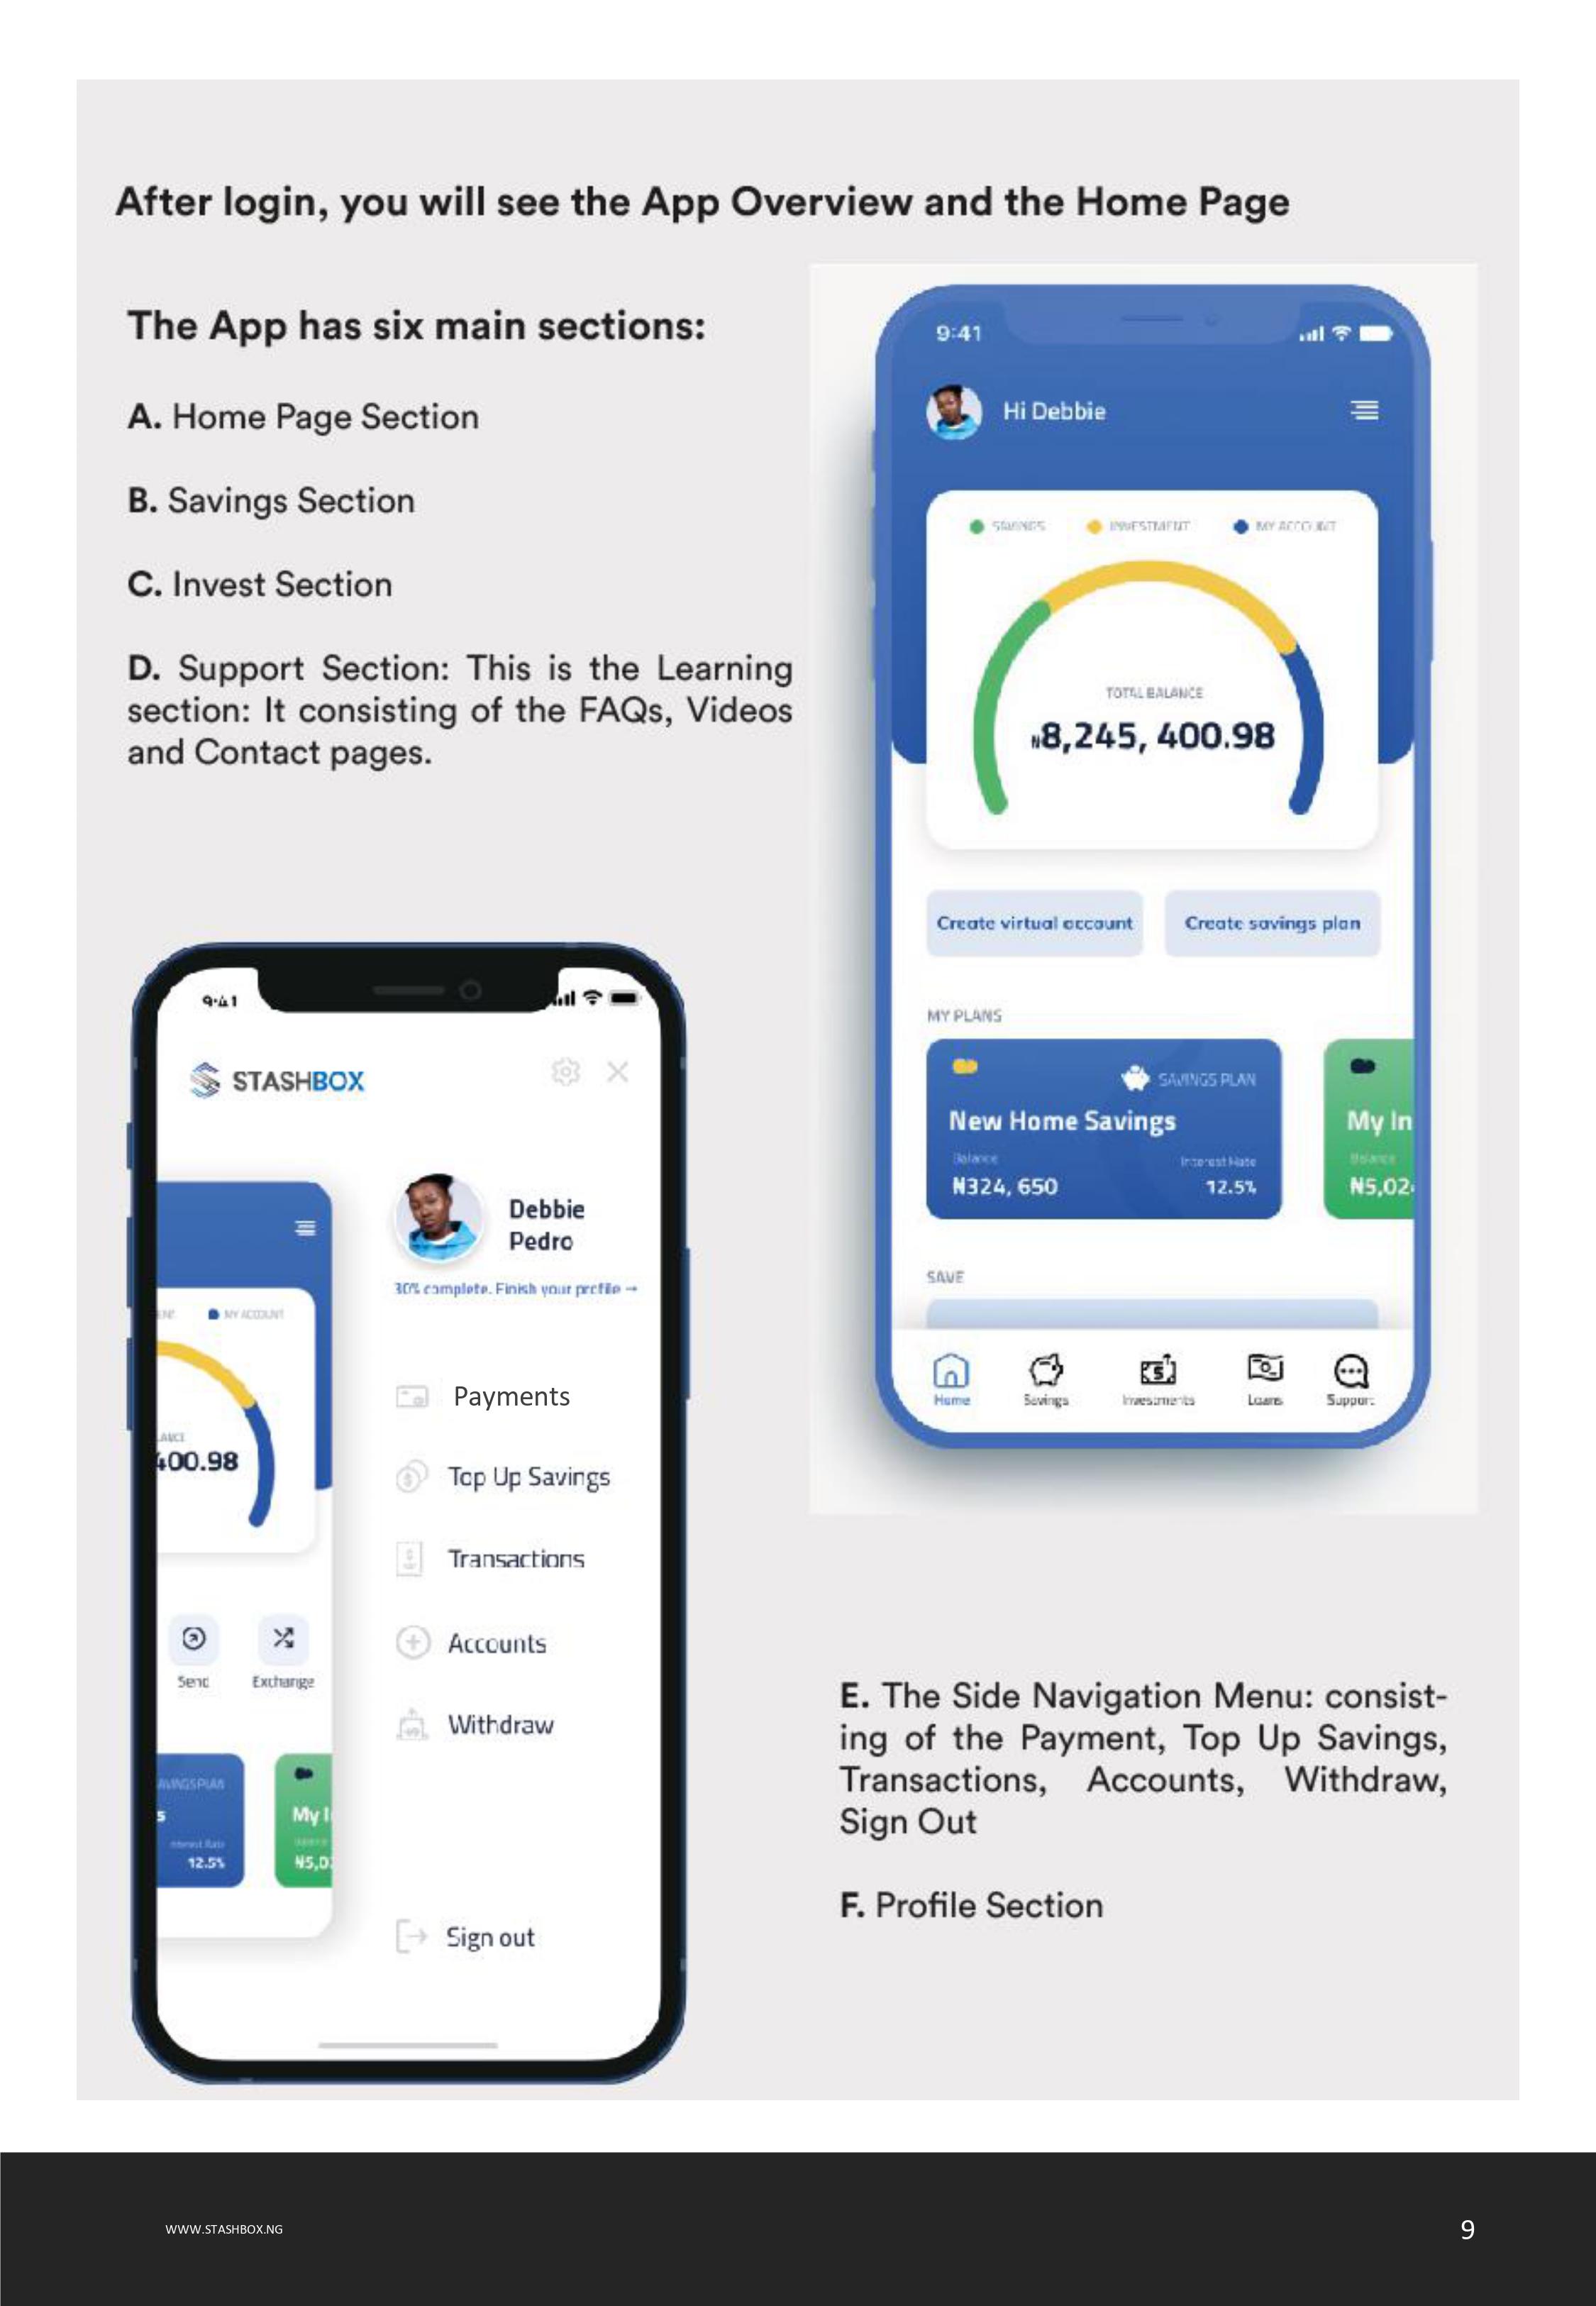 After login, you will see the App Overview and the Home Page
The App has six main sections:
A. Home Page Section
B. Savings Section
C. Invest Section
D. Support Section: This is the Learning
section: It consisting of the FAQs, Videos
and Contact pages.
9:41
Hi Debbie
SAVINGS INVESTMENT MY ACCOUNT
TOTAL BALANCE
₦8,245, 400.98
Create virtual account Create savings plan
MY PLANS
SAVINGS PLAN
New Home Savings My In
Balance Interest Rate Balance
₦324, 650 12.5% ₦5,02
SAVE
Home Savings Investments Loans Support
9:41
STASHBOX
Debbie
Pedro
30% complete. Finish your profile →
MY ACCOUNT
400.98
Send Exchange
AVINGS PLAN
s My I
Interest Rate Balance
12.5% ₦5,0
Payments
Top Up Savings
Transactions
Accounts
Withdraw
Sign out
E. The Side Navigation Menu: consist-
ing of the Payment, Top Up Savings,
Transactions, Accounts, Withdraw,
Sign Out
F. Profile Section
WWW.STASHBOX.NG 9